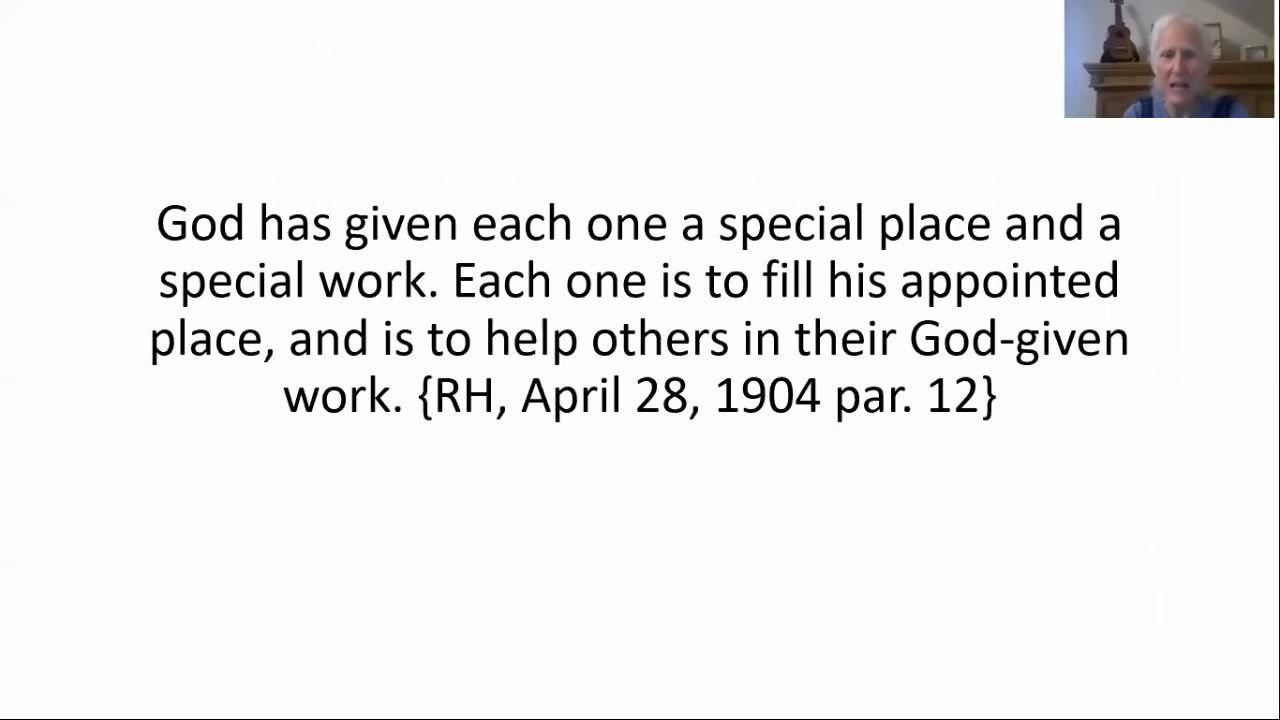 God has given each one a special place and a
special work. Each one is to fill his appointed
place, and is to help others in their God-given
work. {RH, April 28, 1904 par. 12}